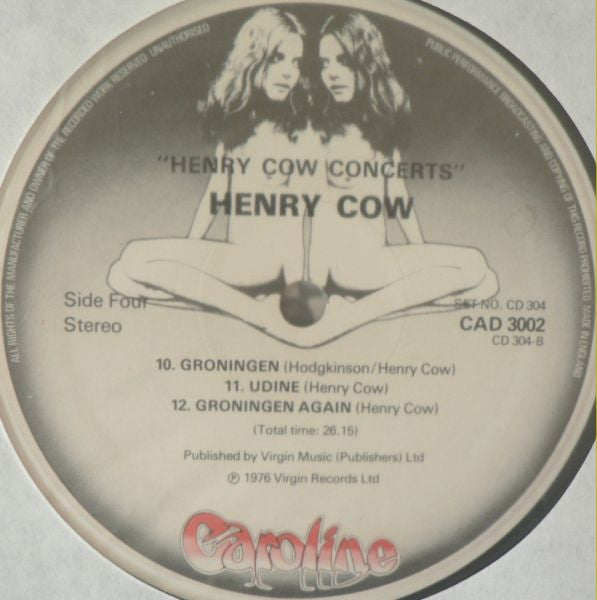 ALL RIGHTS OF THE MANUFACTURER AND OWNER OF THE RECORDED WORK RESERVED UNAUTHORISED
PUBLIC PERFORMANCE BROADCASTING AND COPYING OF THIS RECORD PROHIBITED MADE IN ENGLAND
"HENRY COW CONCERTS"
HENRY COW
Side Four
Stereo
SET NO. CD 304
CAD 3002
CD 304-B
10. GRONINGEN (Hodgkinson/Henry Cow)
11. UDINE (Henry Cow)
12. GRONINGEN AGAIN (Henry Cow)
(Total time: 26.15)
Published by Virgin Music (Publishers) Ltd
℗ 1976 Virgin Records Ltd
Caroline